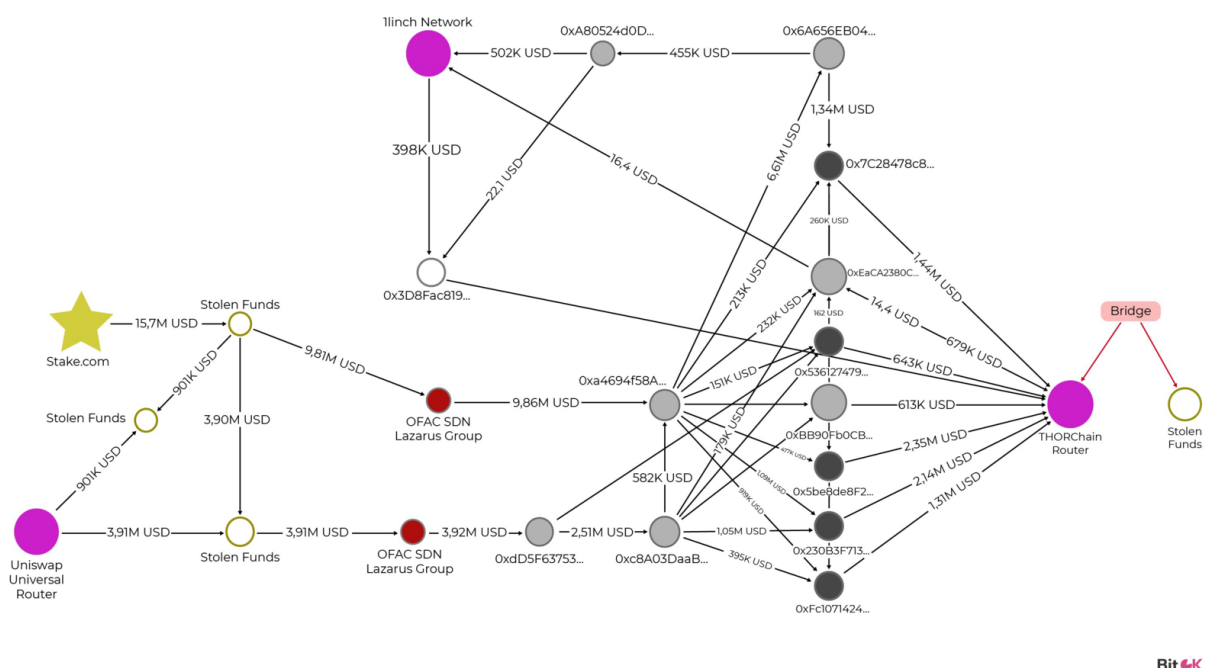 1linch Network
0xA80524d0D...
0x6A656EB04...
502K USD
455K USD
1,34M USD
398K USD
22,1 USD
16,4 USD
6,61M USD
0x7C28478c8...
260K USD
0xEaCA2380C...
0x3D8Fac819...
213K USD
232K USD
1,44M USD
14,4 USD
679K USD
162 USD
Stolen Funds
15,7M USD
Stake.com
9,81M USD
901K USD
Bridge
643K USD
0x536127479...
151K USD
0xa4694f58A...
9,86M USD
OFAC SDN
Lazarus Group
Stolen Funds
3,90M USD
613K USD
THORChain
Router
Stolen
Funds
0xBB90Fb0CB...
179K USD
477K USD
2,35M USD
901K USD
582K USD
1,09M USD
0x5be8de8F2...
2,14M USD
919K USD
1,31M USD
3,91M USD
3,91M USD
3,92M USD
2,51M USD
1,05M USD
Uniswap
Universal
Router
Stolen Funds
OFAC SDN
Lazarus Group
0xdD5F63753...
0xc8A03DaaB...
0x230B3F713...
395K USD
0xFc1071424...
Bit K